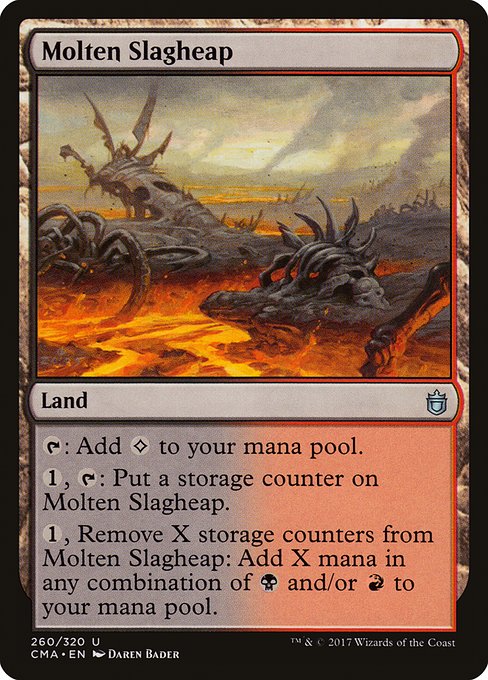 Molten Slagheap
Land
: Add to your mana pool.
1, : Put a storage counter on
Molten Slagheap.
1, Remove X storage counters from
Molten Slagheap: Add X mana in
any combination of and/or to
your mana pool.
260/320 U
CMA • EN Daren Bader
™ & © 2017 Wizards of the Coast